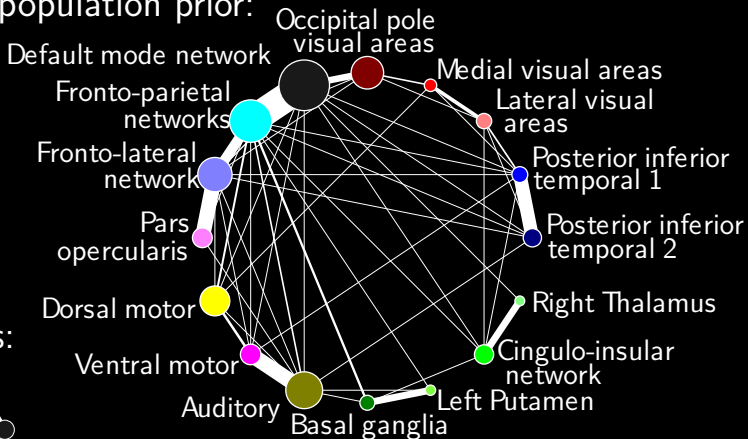 population prior:
Occipital pole
visual areas
Default mode network
Medial visual areas
Fronto-parietal
networks
Lateral visual
areas
Fronto-lateral
network
Posterior inferior
temporal 1
Pars
opercularis
Posterior inferior
temporal 2
Dorsal motor
Right Thalamus
s:
Ventral motor
Cingulo-insular
network
Auditory
Left Putamen
Basal ganglia